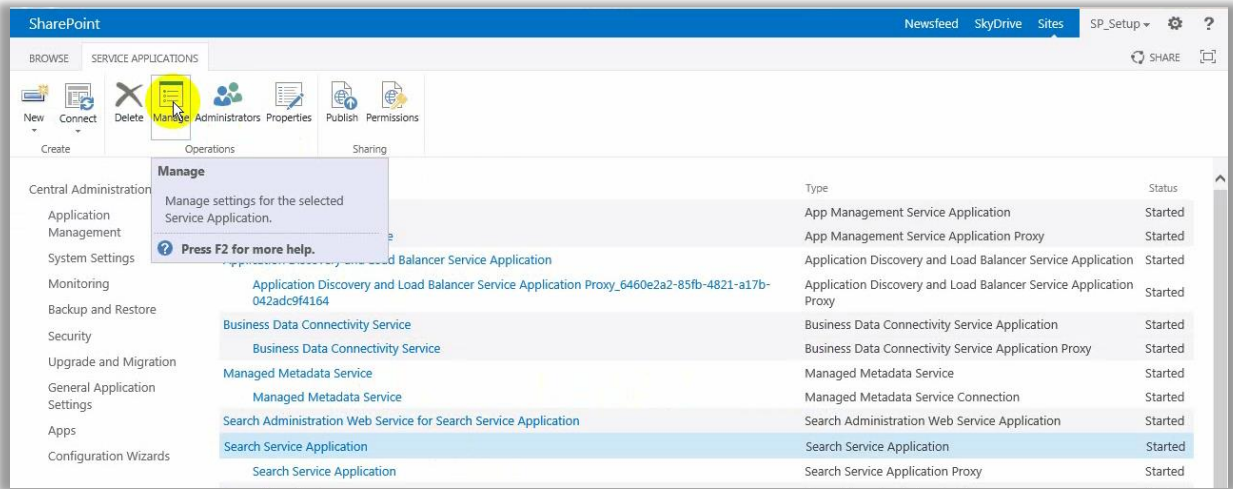 SharePoint
Newsfeed SkyDrive Sites SP_Setup ?
BROWSE SERVICE APPLICATIONS SHARE
New Connect Delete Manage Administrators Properties Publish Permissions
Create Operations Sharing
Manage
Manage settings for the selected
Service Application.
? Press F2 for more help.
Central Administration
Application
Management
System Settings
Monitoring
Backup and Restore
Security
Upgrade and Migration
General Application
Settings
Apps
Configuration Wizards
Type Status
App Management Service Application Started
App Management Service Application Proxy Started
Application Discovery and Load Balancer Service Application Application Discovery and Load Balancer Service Application Started
Application Discovery and Load Balancer Service Application Proxy_6460e2a2-85fb-4821-a17b-
042adc9f4164
Application Discovery and Load Balancer Service Application
Proxy
Started
Business Data Connectivity Service Business Data Connectivity Service Application Started
Business Data Connectivity Service Business Data Connectivity Service Application Proxy Started
Managed Metadata Service Managed Metadata Service Started
Managed Metadata Service Managed Metadata Service Connection Started
Search Administration Web Service for Search Service Application Search Administration Web Service Application Started
Search Service Application Search Service Application Started
Search Service Application Search Service Application Proxy Started